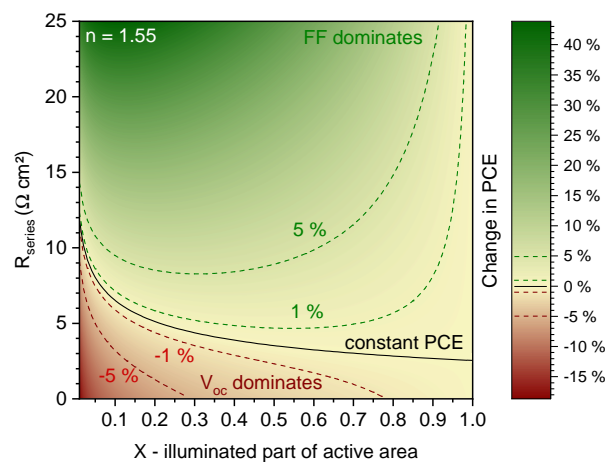 25
20
15
10
5
0
R_series (Ω cm²)
n = 1.55
FF dominates
5 %
1 %
constant PCE
-1 %
-5 %
V_oc dominates
0.1 0.2 0.3 0.4 0.5 0.6 0.7 0.8 0.9 1.0
X - illuminated part of active area
Change in PCE
40 %
35 %
30 %
25 %
20 %
15 %
10 %
5 %
0 %
-5 %
-10 %
-15 %